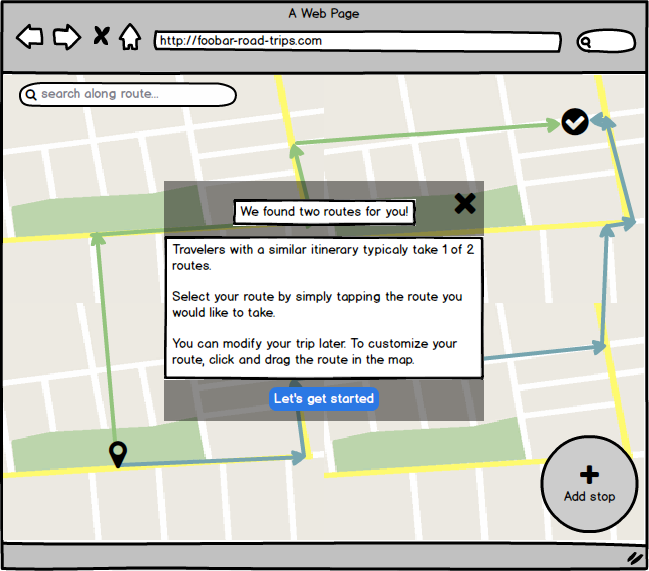 A Web Page
http://foobar-road-trips.com
search along route...
We found two routes for you!
Travelers with a similar itinerary typicaly take 1 of 2
routes.
Select your route by simply tapping the route you
would like to take.
You can modify your trip later. To customize your
route, click and drag the route in the map.
Let's get started
Add stop